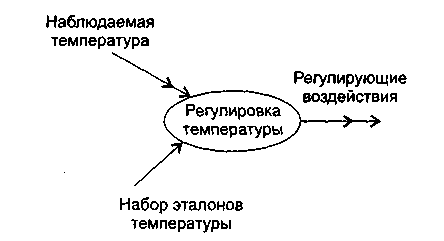 Наблюдаемая
температура
Регулирующие
воздействия
Регулировка
температуры
Набор эталонов
температуры